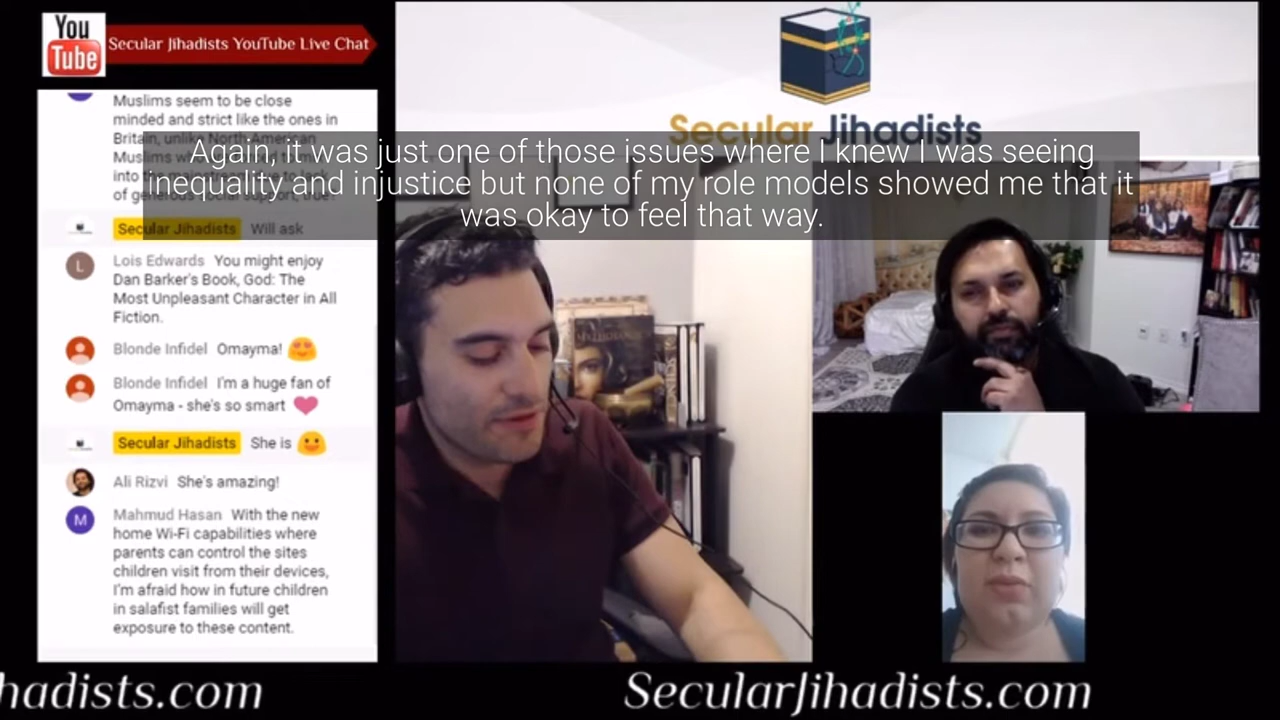 You
Tube
Secular Jihadists YouTube Live Chat
Muslims seem to be close
minded and strict like the ones in
Britain, unlike North American
Muslims
into the mainstream
of generous social support, true?
Secular Jihadists Will ask
Lois Edwards You might enjoy
Dan Barker's Book, God: The
Most Unpleasant Character in All
Fiction.
Blonde Infidel Omayma!
Blonde Infidel I'm a huge fan of
Omayma - she's so smart
Secular Jihadists She is
Ali Rizvi She's amazing!
Mahmud Hasan With the new
home Wi-Fi capabilities where
parents can control the sites
children visit from their devices,
I'm afraid how in future children
in salafist families will get
exposure to these content.
Secular Jihadists
Again, it was just one of those issues where I knew I was seeing
inequality and injustice but none of my role models showed me that it
was okay to feel that way.
L
M
MYTHOLOGY
hadists.com
SecularJihadists.com